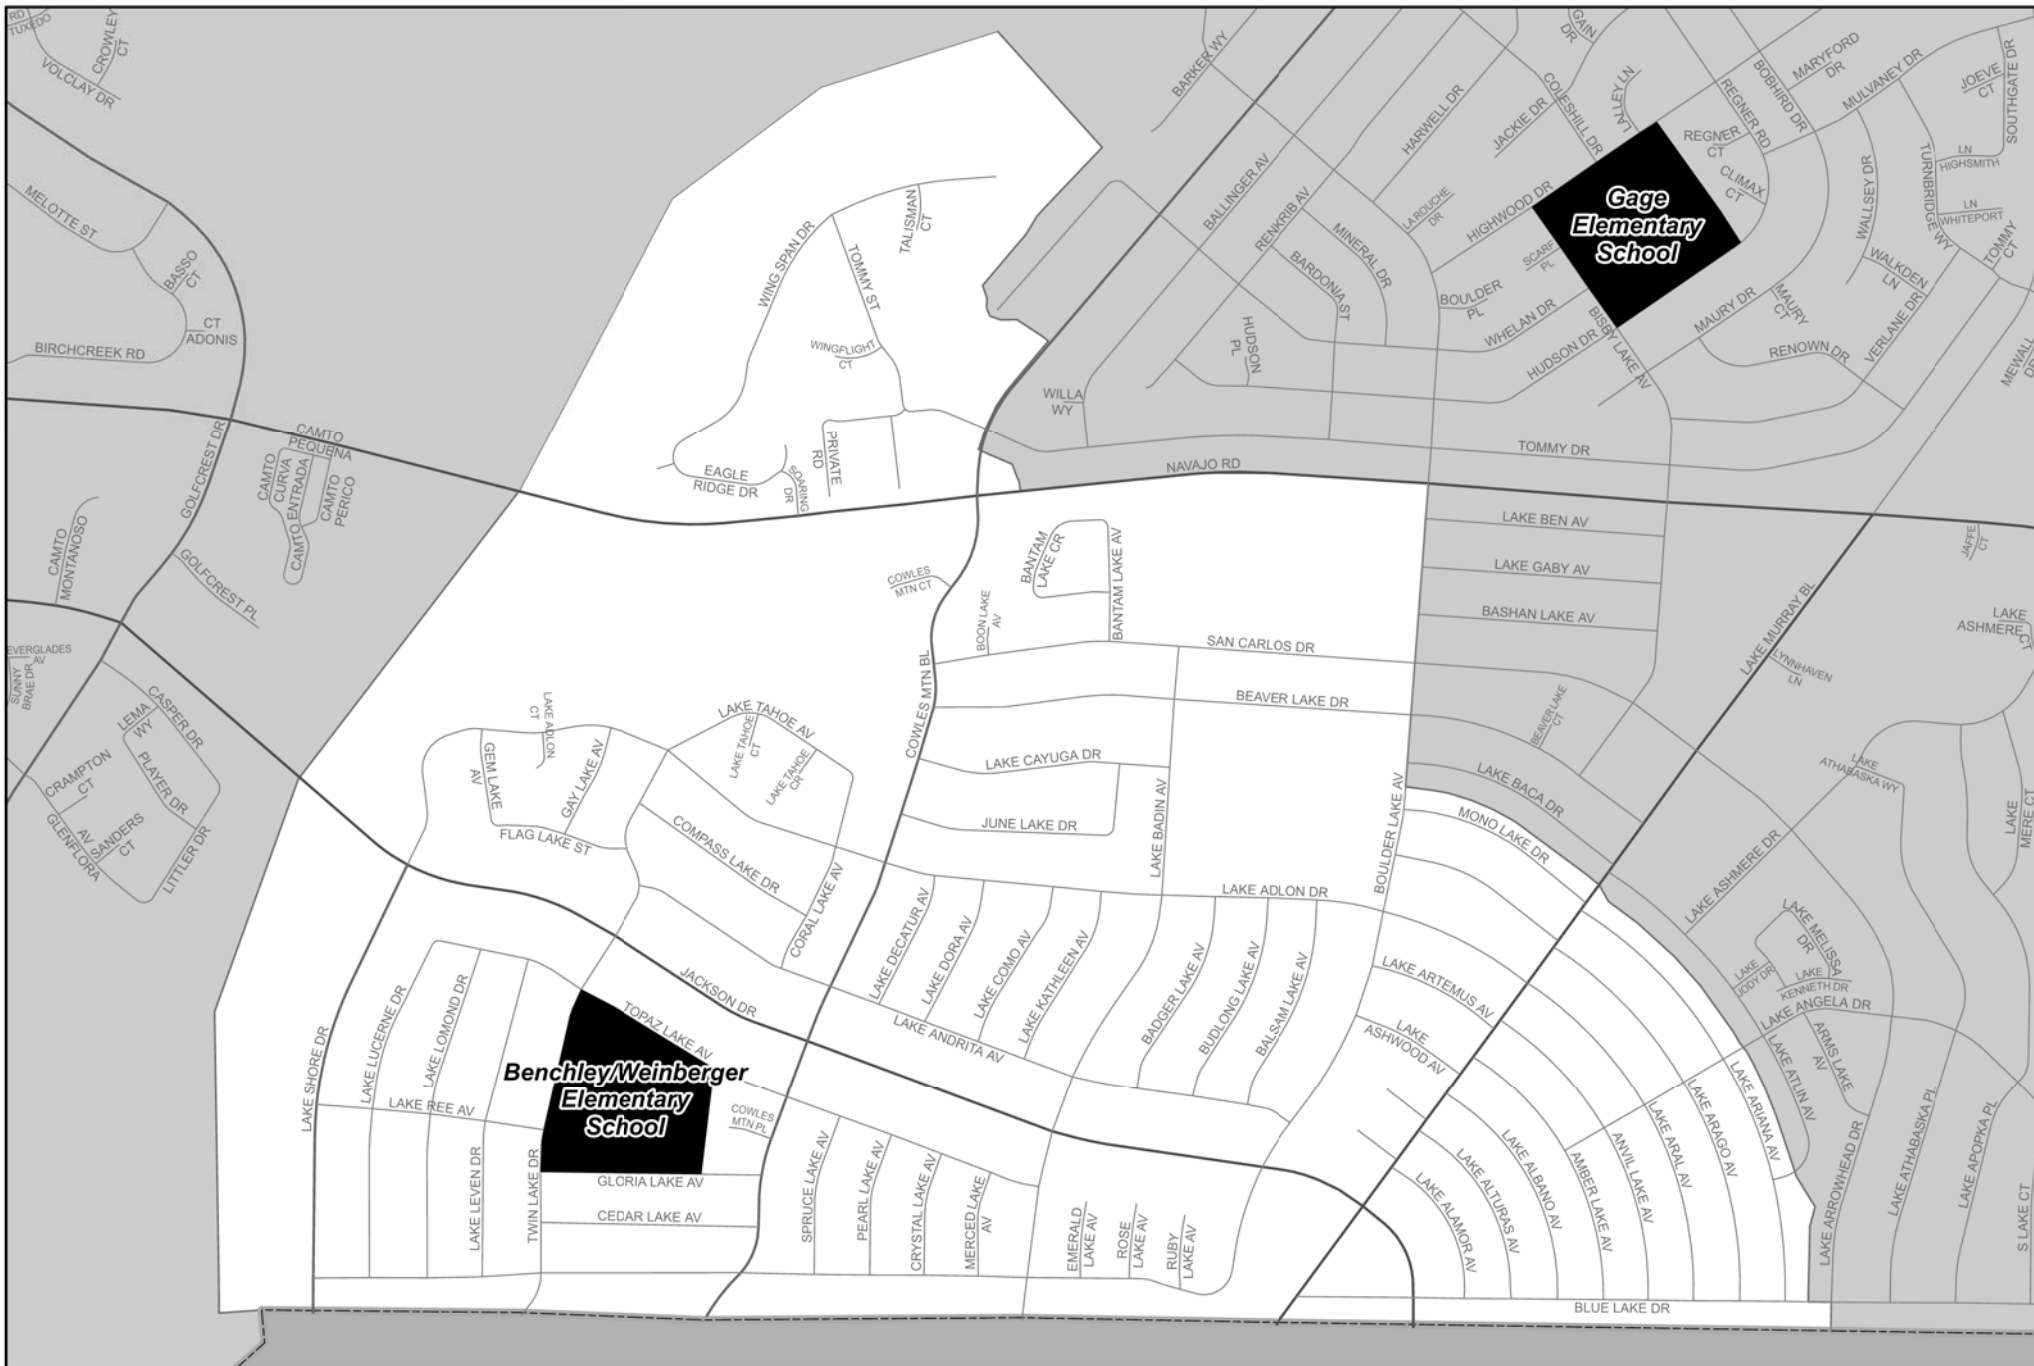 RD
TUXEDO
CROWLEY
CT
VOLCLAY DR
MELOTTE ST
BASSO
CT
CT
ADONIS
BIRCHCREEK RD
GOLFCREST DR
CAMTO
PEQUENA
CAMTO
CURVA
CAMTO ENTRADA
CAMTO
PERICO
CAMTO
MONTANOSO
GOLFCREST PL
EVERGLADES
AV
SUNNY
BRAE DR
CASPER DR
LEMA
WY
PLAYER DR
CRAMPTON
CT
GLENFLORA
AV
SANDERS
CT
LITTLER DR
WING SPAN DR
TALISMAN
CT
TOMMY ST
WINGFLIGHT
CT
PRIVATE
RD
EAGLE
RIDGE DR
SOARING
DR
BARKER WY
BALLINGER AV
RENKRIB AV
HARWELL DR
JACKIE DR
COLESHILL DR
GAIN
DR
LALLEY LN
REGNER RD
BOBHIRD DR
MARYFORD
DR
MULVANEY DR
JOEVE
CT
SOUTHGATE DR
REGNER
CT
CLIMAX
CT
WALLSEY DR
TURNBRIDGE WY
LN
HIGHSMITH
LN
WHITEPORT
TOMMY
CT
WALKDEN
LN
VERLANE DR
MEWALL
DR
LAROUCHE
DR
HIGHWOOD DR
SCARF
PL
Gage
Elementary
School
MINERAL DR
BARDONIA
ST
BOULDER
PL
WHELAN DR
HUDSON DR
BISBY LAKE AV
MAURY DR
MAURY
CT
RENOWN DR
HUDSON
PL
WILLA
WY
TOMMY DR
NAVAJO RD
LAKE BEN AV
LAKE GABY AV
BASHAN LAKE AV
LAKE MURRAY BL
LYNNHAVEN
LN
JAFFE
CT
LAKE
ASHMERE
CT
BANTAM
LAKE CR
BANTAM LAKE AV
COWLES
MTN CT
BOON LAKE
AV
SAN CARLOS DR
BEAVER LAKE DR
BEAVER LAKE
CT
LAKE BACA DR
LAKE
ATHABASKA WY
LAKE
MERE CT
COWLES MTN BL
LAKE CAYUGA DR
JUNE LAKE DR
LAKE BADIN AV
BOULDER LAKE AV
MONO LAKE DR
LAKE ASHMERE DR
LAKE ADLON
CT
GEM LAKE
AV
GAY LAKE AV
FLAG LAKE ST
LAKE TAHOE AV
LAKE TAHOE
CT
LAKE TAHOE
CR
COMPASS LAKE DR
CORAL LAKE AV
LAKE ADLON DR
LAKE DECATUR AV
LAKE DORA AV
LAKE COMO AV
LAKE KATHLEEN AV
BADGER LAKE AV
BUDLONG LAKE AV
BALSAM LAKE AV
LAKE ANDRITA AV
LAKE ARTEMUS AV
LAKE
ASHWOOD AV
LAKE MELISSA
DR
LAKE
JODY DR
LAKE
KENNETH DR
LAKE ANGELA DR
ARMS LAKE
AV
LAKE ATLIN AV
JACKSON DR
TOPAZ LAKE AV
LAKE SHORE DR
LAKE LUCERNE DR
LAKE LOMOND DR
LAKE REE AV
LAKE LEVEN DR
TWIN LAKE DR
Benchley/Weinberger
Elementary
School
COWLES
MTN PL
GLORIA LAKE AV
CEDAR LAKE AV
SPRUCE LAKE AV
PEARL LAKE AV
CRYSTAL LAKE AV
MERCED LAKE
AV
EMERALD
LAKE AV
ROSE
LAKE AV
RUBY
LAKE AV
LAKE ALAMOR AV
LAKE ALTURAS AV
LAKE ALBANO AV
AMBER LAKE AV
ANVIL LAKE AV
LAKE ARAL AV
LAKE ARAGO AV
LAKE ARIANA AV
LAKE ARROWHEAD DR
LAKE ATHABASKA PL
LAKE APOPKA PL
S LAKE CT
BLUE LAKE DR